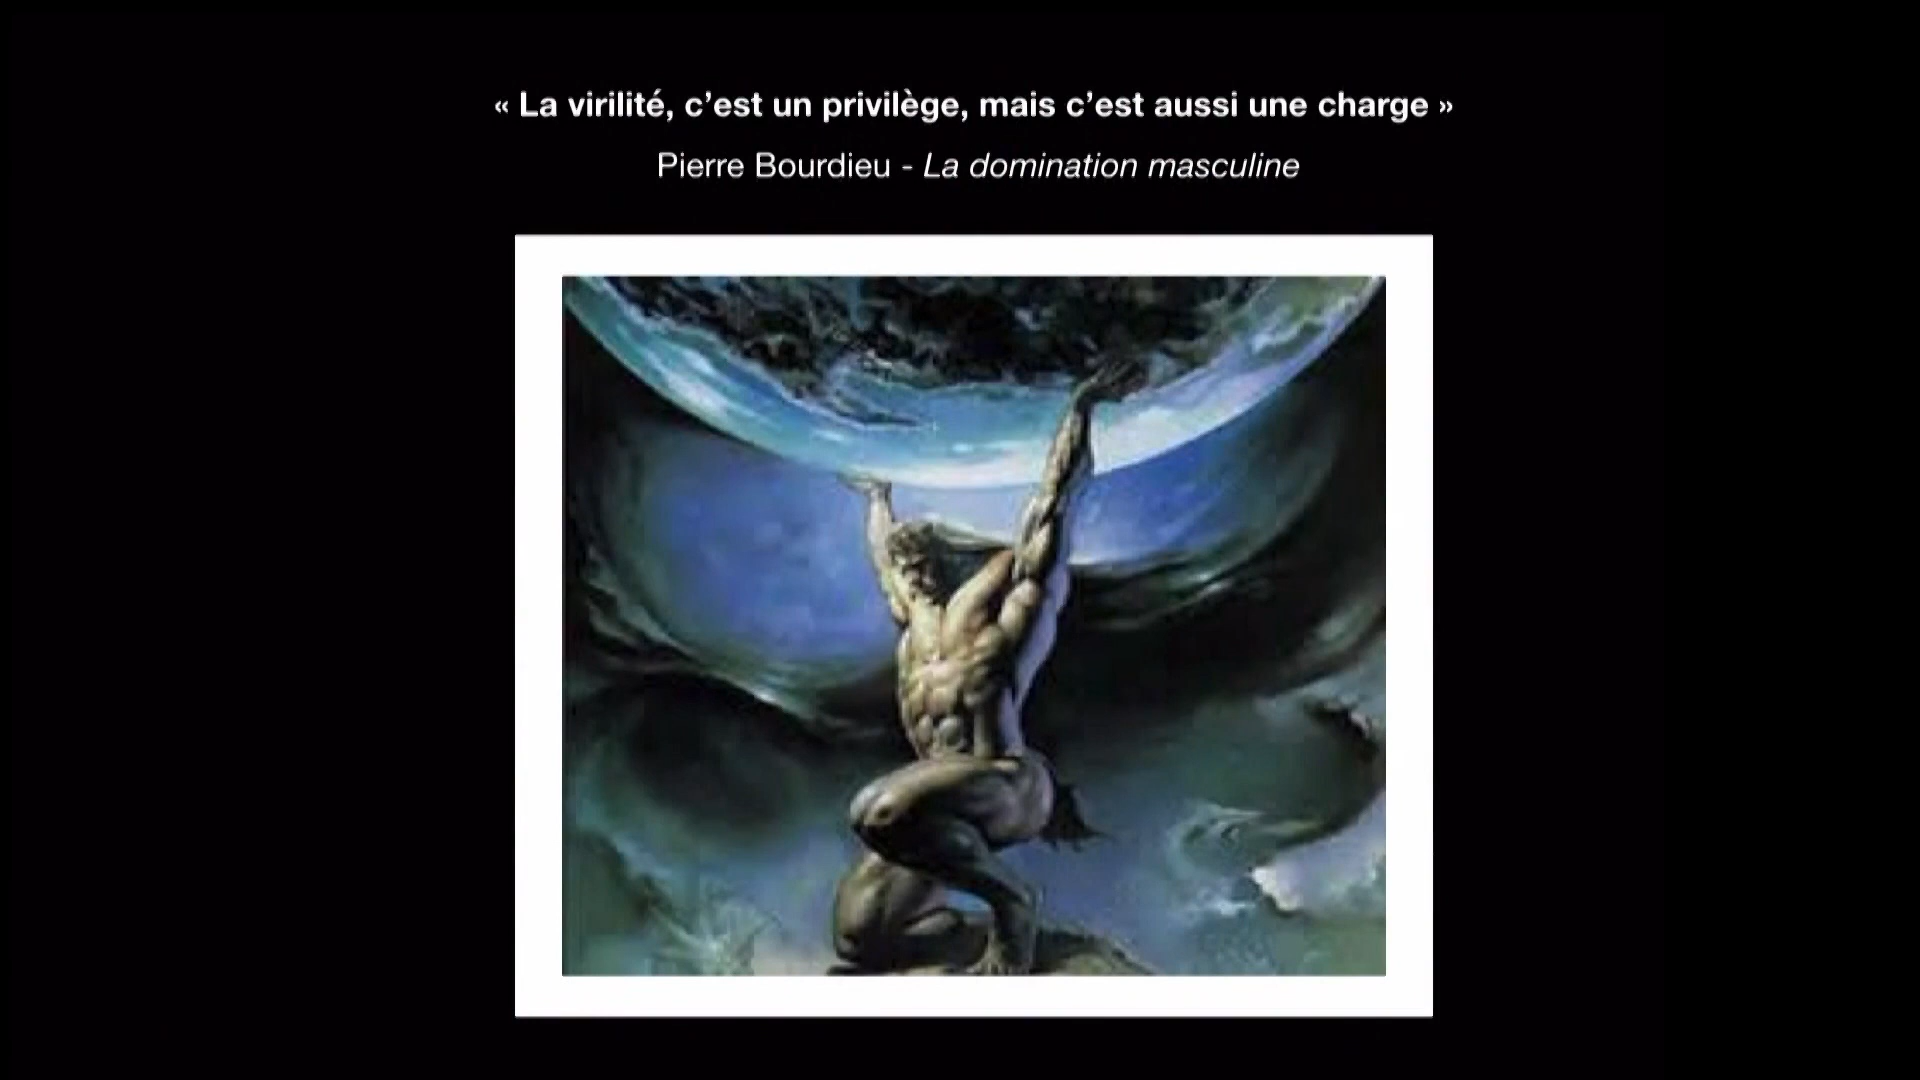 « La virilité, c’est un privilège, mais c’est aussi une charge »
Pierre Bourdieu - La domination masculine